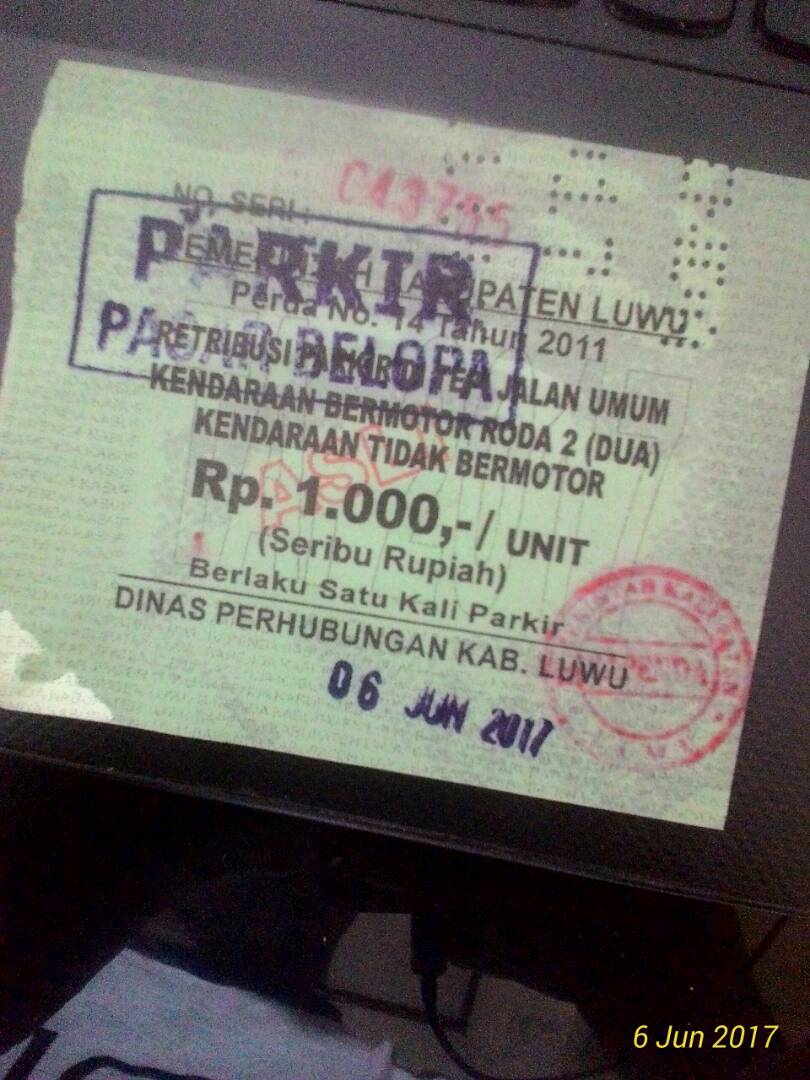 NO. SERI :
PARKIR
PASAR BELOPA
PEMERINTAH KABUPATEN LUWU
Perda No. 14 Tahun 2011
RETRIBUSI PARKIR DI TEPI JALAN UMUM
KENDARAAN BERMOTOR RODA 2 (DUA)
KENDARAAN TIDAK BERMOTOR
ASLI
Rp. 1.000,-/ UNIT
(Seribu Rupiah)
Berlaku Satu Kali Parkir
DINAS PERHUBUNGAN KAB. LUWU
06 JUN 2017
6 Jun 2017